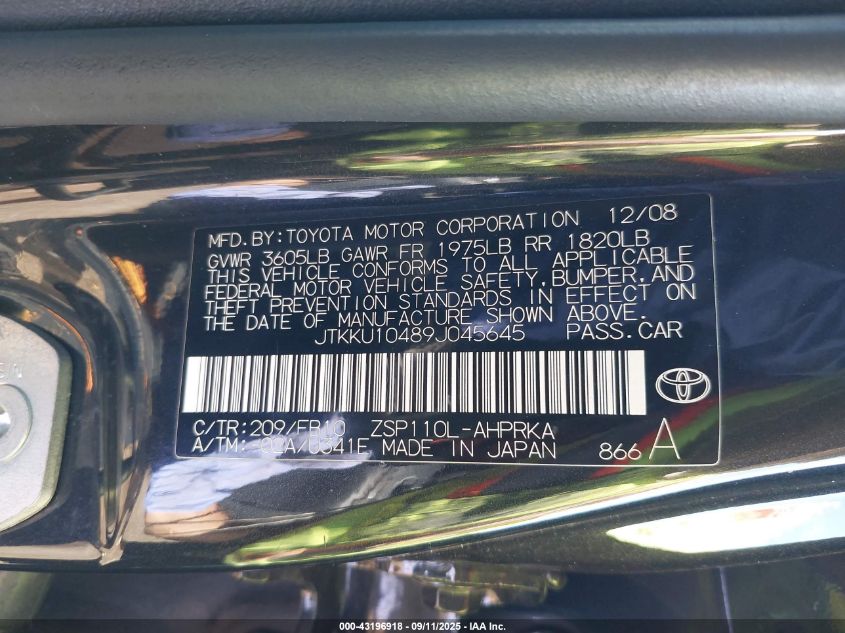 MFD.BY:TOYOTA MOTOR CORPORATION 12/08
GVWR 3605LB GAWR FR 1975LB RR 1820LB
THIS VEHICLE CONFORMS TO ALL APPLICABLE
FEDERAL MOTOR VEHICLE SAFETY,BUMPER,AND
THEFT PREVENTION STANDARDS IN EFFECT ON
THE DATE OF MANUFACTURE SHOWN ABOVE.
JTKKU10489J045645 PASS.CAR
C/TR:209/FB10 ZSP110L-AHPRKA
A/TM:-02A/U341F MADE IN JAPAN 866 A
000-43196918 - 09/11/2025 - IAA Inc.